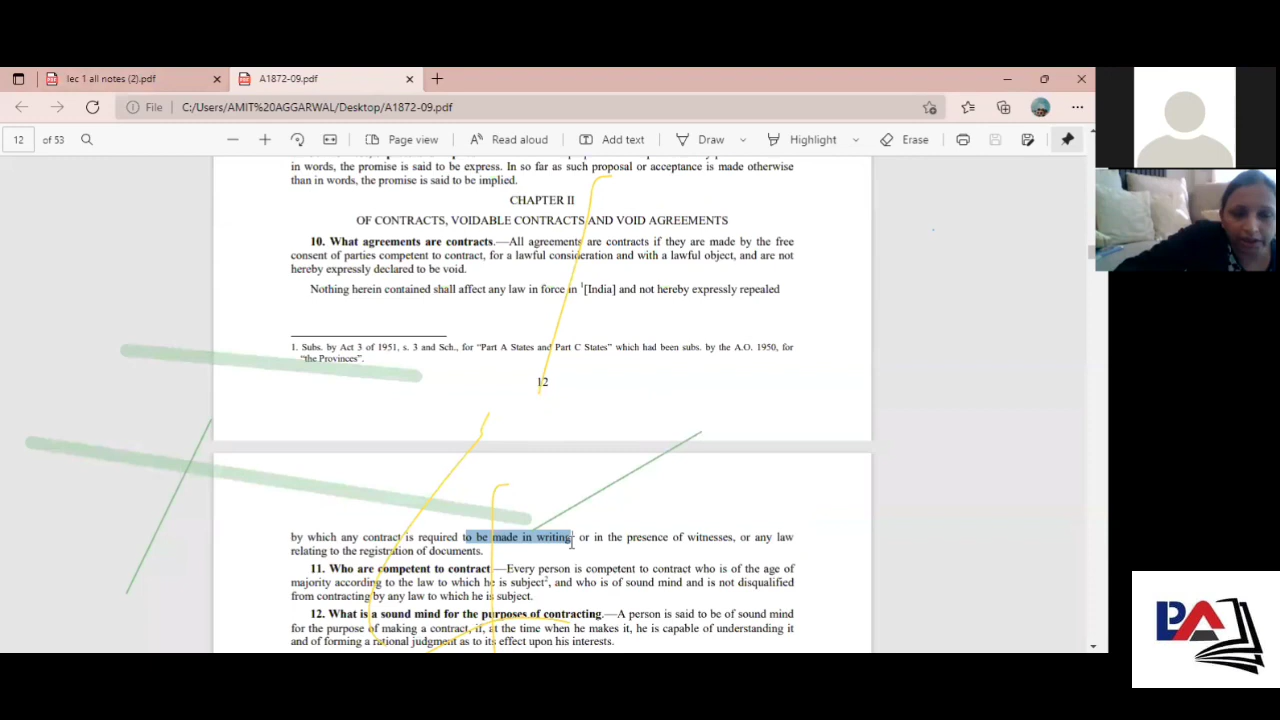 lec 1 all notes (2).pdf
A1872-09.pdf
File C:/Users/AMIT%20AGGARWAL/Desktop/A1872-09.pdf
12 of 53 Page view Read aloud Add text Draw Highlight Erase
in words, the promise is said to be express. In so far as such proposal or acceptance is made otherwise
than in words, the promise is said to be implied.
CHAPTER II
OF CONTRACTS, VOIDABLE CONTRACTS AND VOID AGREEMENTS
10. What agreements are contracts.—All agreements are contracts if they are made by the free
consent of parties competent to contract, for a lawful consideration and with a lawful object, and are not
hereby expressly declared to be void.
Nothing herein contained shall affect any law in force in 1[India] and not hereby expressly repealed
1. Subs. by Act 3 of 1951, s. 3 and Sch., for “Part A States and Part C States” which had been subs. by the A.O. 1950, for
“the Provinces”.
12
by which any contract is required to be made in writing or in the presence of witnesses, or any law
relating to the registration of documents.
11. Who are competent to contract.—Every person is competent to contract who is of the age of
majority according to the law to which he is subject2, and who is of sound mind and is not disqualified
from contracting by any law to which he is subject.
12. What is a sound mind for the purposes of contracting.—A person is said to be of sound mind
for the purpose of making a contract, if, at the time when he makes it, he is capable of understanding it
and of forming a rational judgment as to its effect upon his interests.
PA